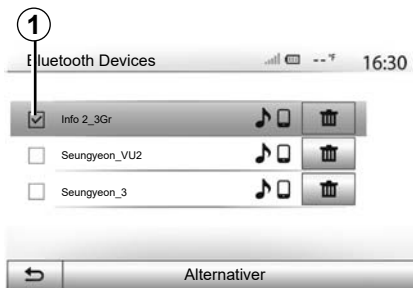 1
Bluetooth Devices
-- °F
16:30
Info 2_3Gr
Seungyeon_VU2
Seungyeon_3
Alternativer